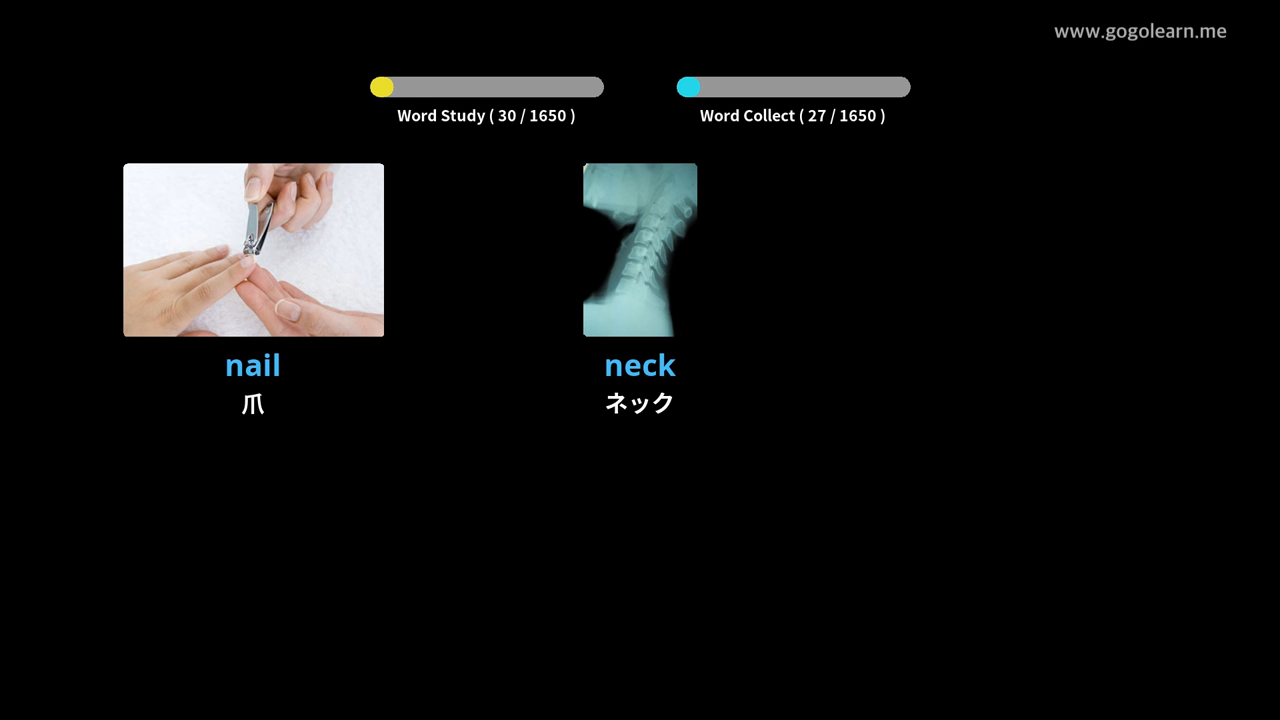 www.gogolearn.me
Word Study ( 30 / 1650 )
Word Collect ( 27 / 1650 )
nail
爪
neck
ネック